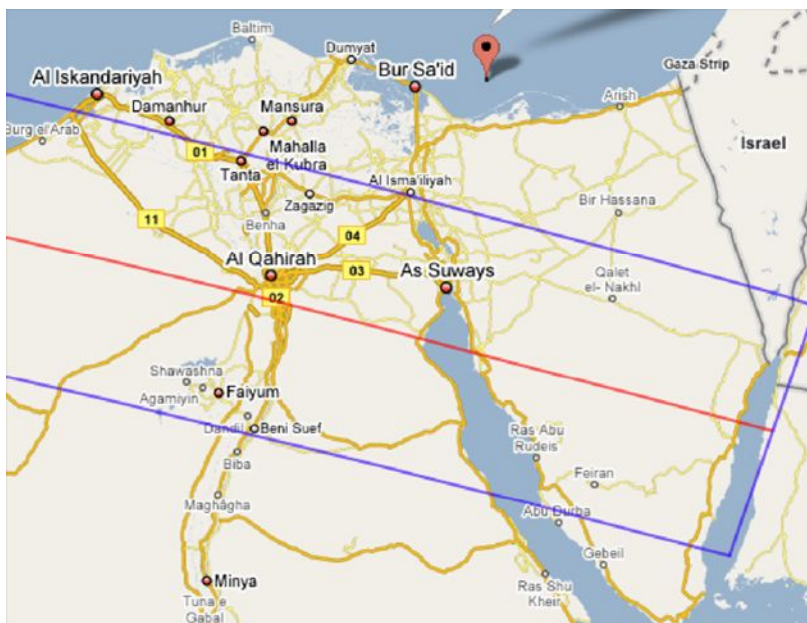 Baltim
Dumyat
Gaza Strip
Al Iskandariyah
Bur Sa'id
Damanhur
Mansura
Arish
Burg el'Arab
01
Mahalla
el Kubra
Israel
Tanta
Al Isma'iliyah
Zagazig
Bir Hassana
11
Benha
04
Al Qahirah
03
As Suways
Qalet
el- Nakhl
02
Shawashna
Agamiyin
Faiyum
Dandil
Beni Suef
Ras Abu
Rudeis
Biba
Feiran
Maghâgha
Abu Durba
Gebeil
Minya
Ras Shu
Kheir
Tuna e
Gabal